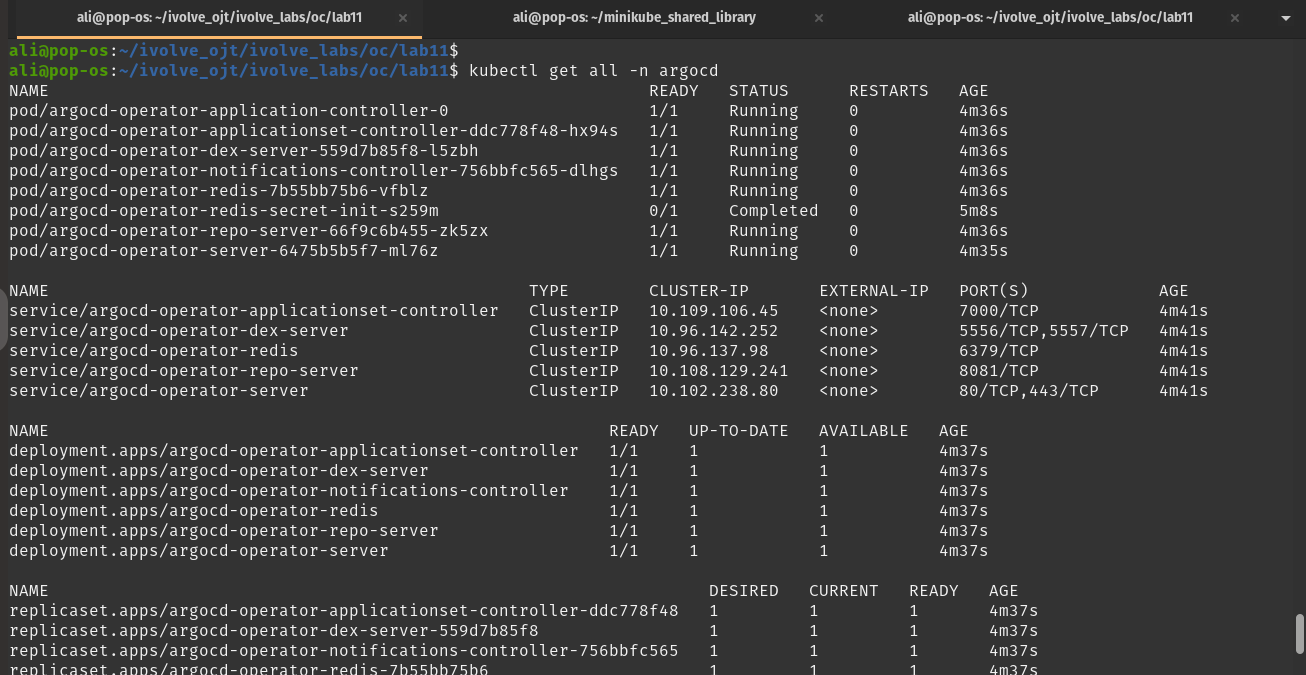 ali@pop-os: ~/ivolve_ojt/ivolve_labs/oc/lab11 × ali@pop-os: ~/minikube_shared_library × ali@pop-os: ~/ivolve_ojt/ivolve_labs/oc/lab11 ×
ali@pop-os:~/ivolve_ojt/ivolve_labs/oc/lab11$
ali@pop-os:~/ivolve_ojt/ivolve_labs/oc/lab11$ kubectl get all -n argocd
NAME READY STATUS RESTARTS AGE
pod/argocd-operator-application-controller-0 1/1 Running 0 4m36s
pod/argocd-operator-applicationset-controller-ddc778f48-hx94s 1/1 Running 0 4m36s
pod/argocd-operator-dex-server-559d7b85f8-l5zbh 1/1 Running 0 4m36s
pod/argocd-operator-notifications-controller-756bbfc565-dlhgs 1/1 Running 0 4m36s
pod/argocd-operator-redis-7b55bb75b6-vfblz 1/1 Running 0 4m36s
pod/argocd-operator-redis-secret-init-s259m 0/1 Completed 0 5m8s
pod/argocd-operator-repo-server-66f9c6b455-zk5zx 1/1 Running 0 4m36s
pod/argocd-operator-server-6475b5b5f7-ml76z 1/1 Running 0 4m35s
NAME TYPE CLUSTER-IP EXTERNAL-IP PORT(S) AGE
service/argocd-operator-applicationset-controller ClusterIP 10.109.106.45 <none> 7000/TCP 4m41s
service/argocd-operator-dex-server ClusterIP 10.96.142.252 <none> 5556/TCP,5557/TCP 4m41s
service/argocd-operator-redis ClusterIP 10.96.137.98 <none> 6379/TCP 4m41s
service/argocd-operator-repo-server ClusterIP 10.108.129.241 <none> 8081/TCP 4m41s
service/argocd-operator-server ClusterIP 10.102.238.80 <none> 80/TCP,443/TCP 4m41s
NAME READY UP-TO-DATE AVAILABLE AGE
deployment.apps/argocd-operator-applicationset-controller 1/1 1 1 4m37s
deployment.apps/argocd-operator-dex-server 1/1 1 1 4m37s
deployment.apps/argocd-operator-notifications-controller 1/1 1 1 4m37s
deployment.apps/argocd-operator-redis 1/1 1 1 4m37s
deployment.apps/argocd-operator-repo-server 1/1 1 1 4m37s
deployment.apps/argocd-operator-server 1/1 1 1 4m37s
NAME DESIRED CURRENT READY AGE
replicaset.apps/argocd-operator-applicationset-controller-ddc778f48 1 1 1 4m37s
replicaset.apps/argocd-operator-dex-server-559d7b85f8 1 1 1 4m37s
replicaset.apps/argocd-operator-notifications-controller-756bbfc565 1 1 1 4m37s
replicaset.apps/argocd-operator-redis-7b55bb75b6 1 1 1 4m37s